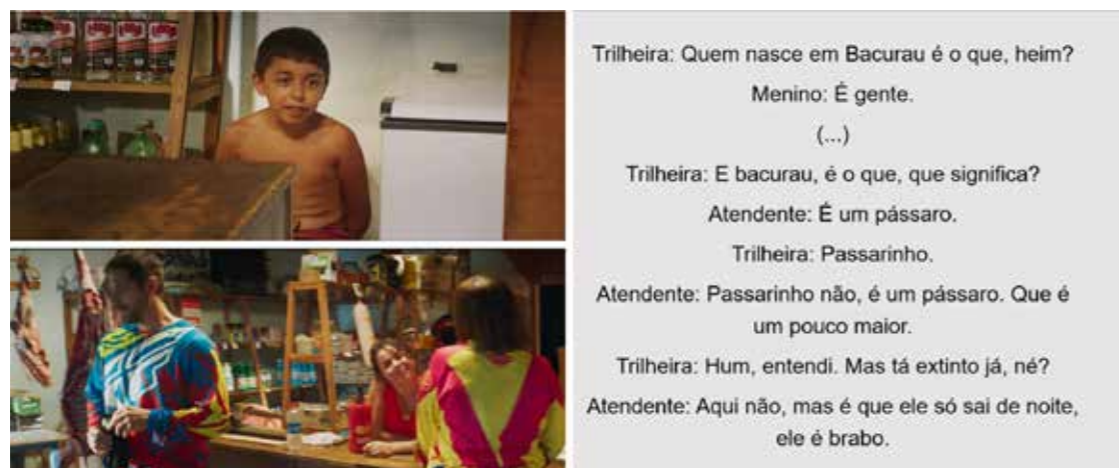 Trilheira: Quem nasce em Bacurau é o que, heim?
Menino: É gente.
(...)
Trilheira: E bacurau, é o que, que significa?
Atendente: É um pássaro.
Trilheira: Passarinho.
Atendente: Passarinho não, é um pássaro. Que é
um pouco maior.
Trilheira: Hum, entendi. Mas tá extinto já, né?
Atendente: Aqui não, mas é que ele só sai de noite,
ele é brabo.